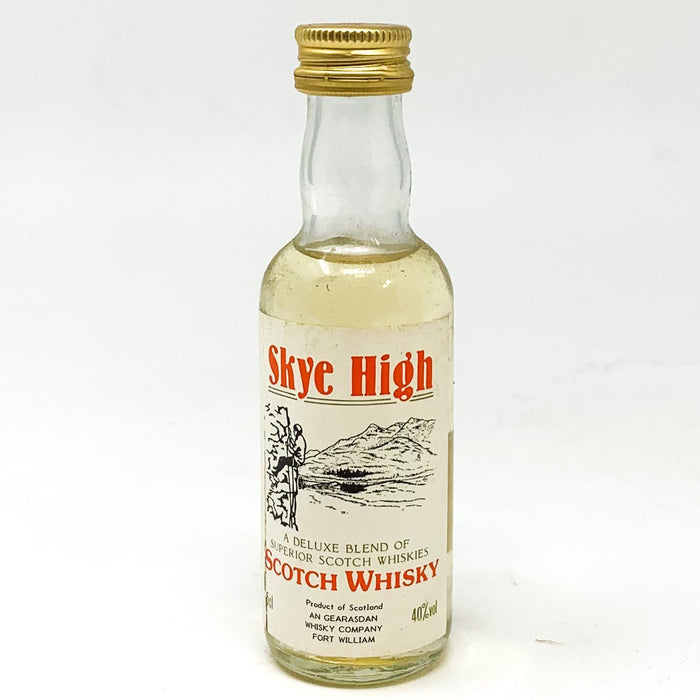 Skye High
A DELUXE BLEND OF
SUPERIOR SCOTCH WHISKIES
SCOTCH WHISKY
Product of Scotland
AN GEARASDAN
WHISKY COMPANY
FORT WILLIAM
40%vol